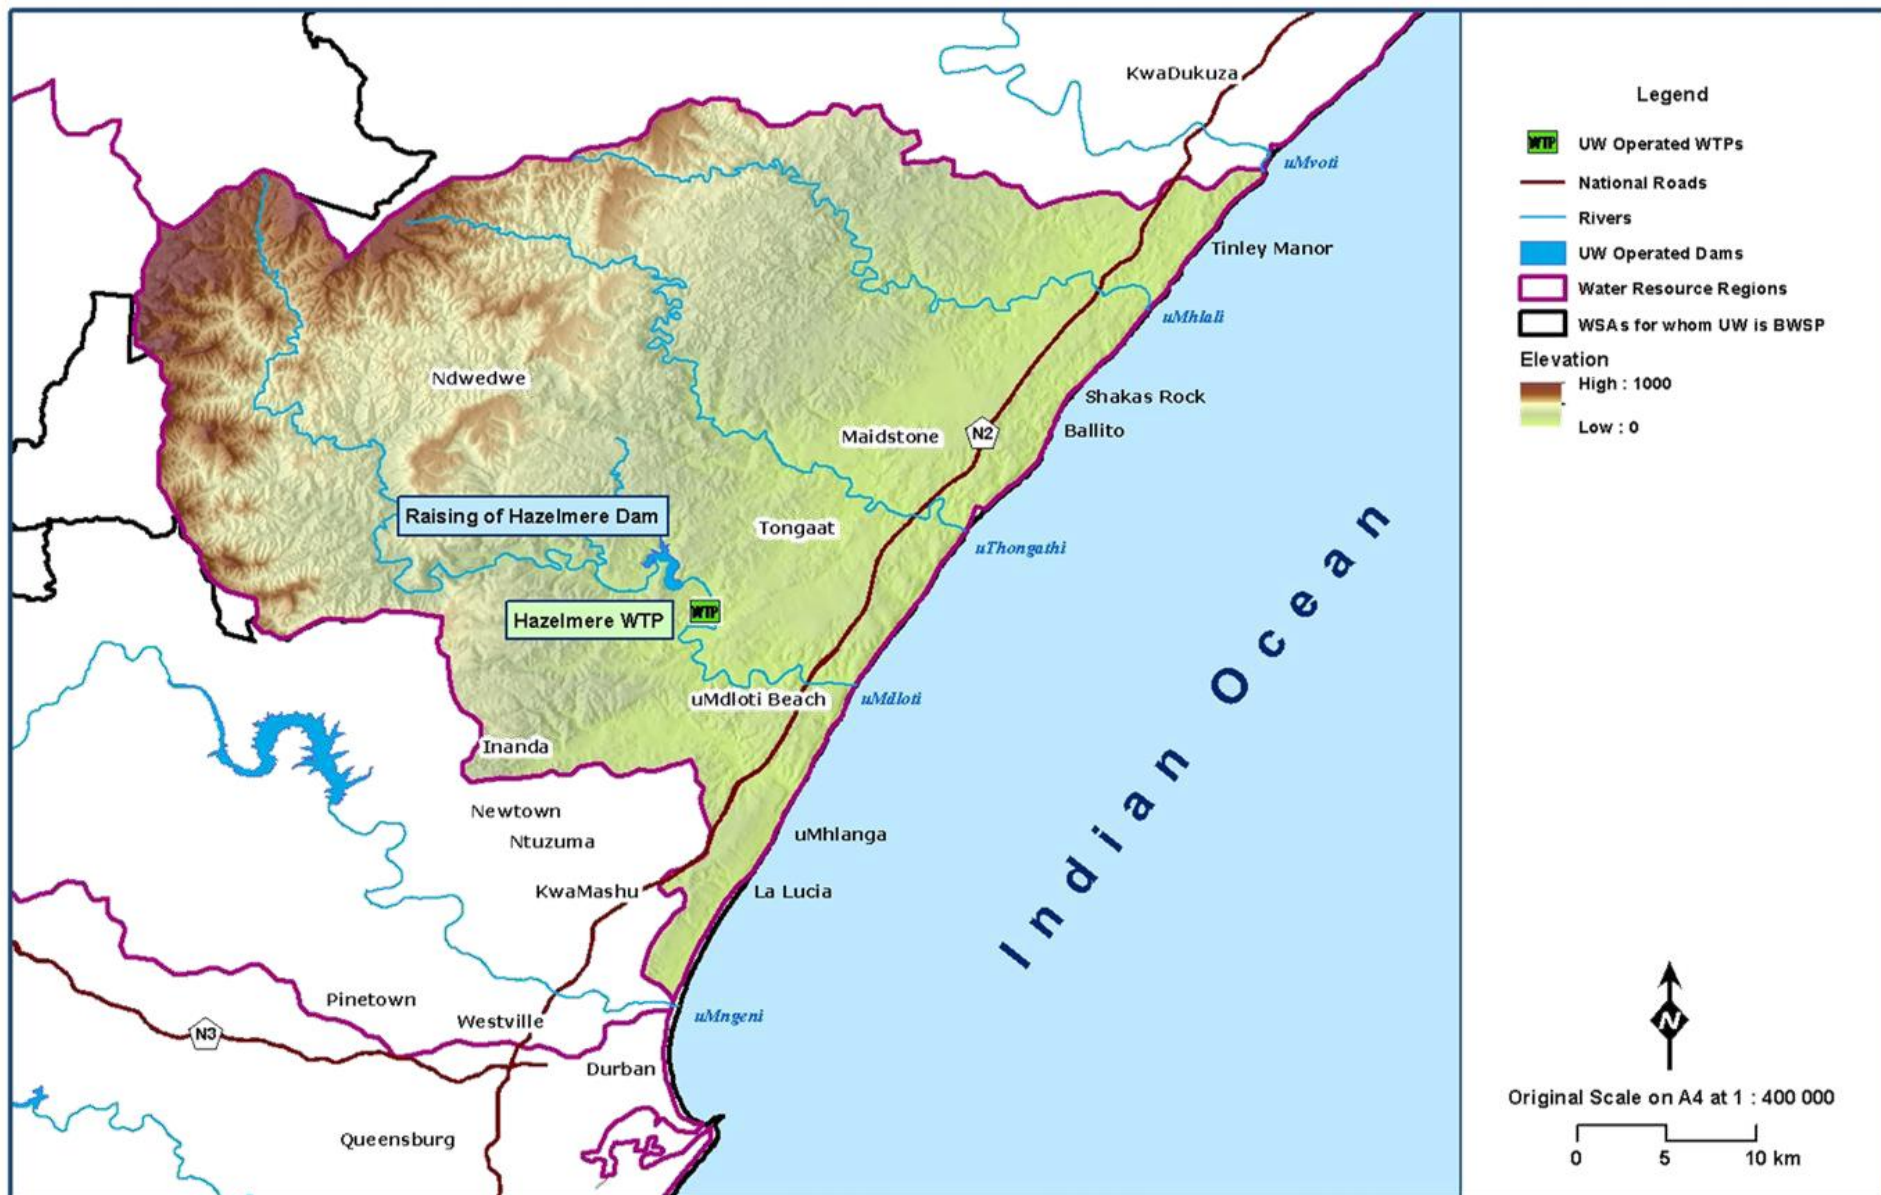 KwaDukuza
uMvoti
Tinley Manor
uMhlali
Ndwedwe
Shakas Rock
Maidstone
N2
Ballito
Raising of Hazelmere Dam
Tongaat
uThongathi
Hazelmere WTP
WTP
uMdloti Beach
uMdloti
Inanda
Newtown
Ntuzuma
uMhlanga
KwaMashu
La Lucia
Pinetown
Westville
uMngeni
N3
Durban
Queensburg
Indian Ocean
Legend
WTP
UW Operated WTPs
National Roads
Rivers
UW Operated Dams
Water Resource Regions
WSAs for whom UW is BWSP
Elevation
High : 1000
Low : 0
N
Original Scale on A4 at 1 : 400 000
0 5 10 km